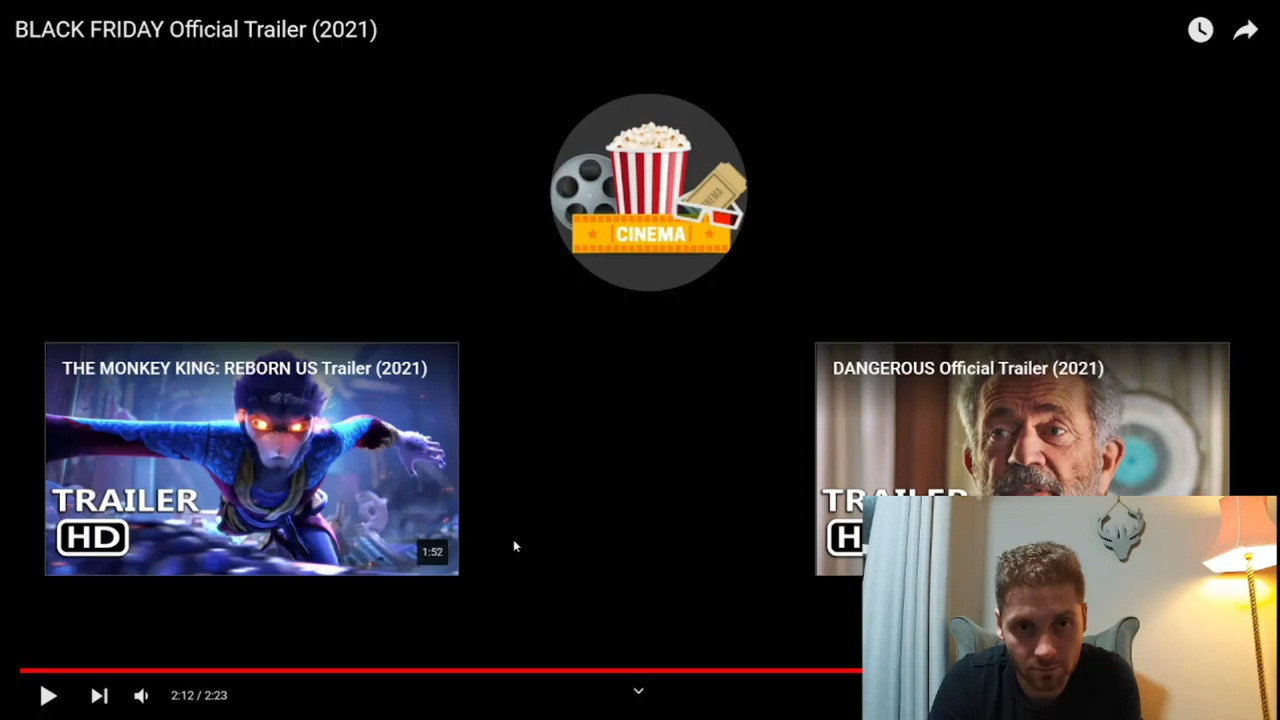 BLACK FRIDAY Official Trailer (2021)
CINEMA
THE MONKEY KING: REBORN US Trailer (2021)
DANGEROUS Official Trailer (2021)
TRAILER
HD
1:52
2:12 / 2:23